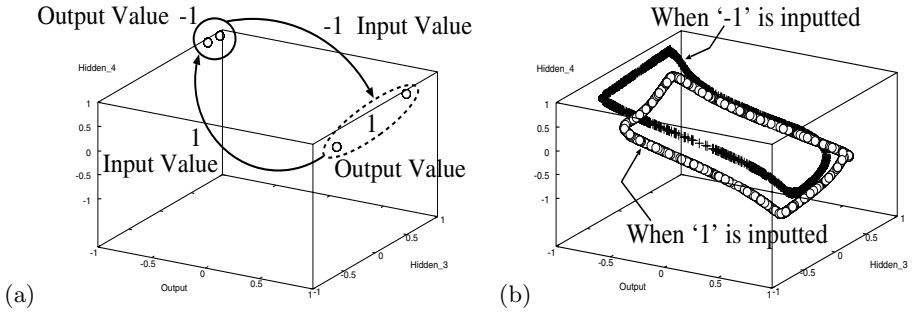 Output Value -1
-1 Input Value
Hidden_4
1
0.5
0
-0.5
-1
1
Input Value
1
Output Value
-1
-0.5
0
0.5
1
Output
-1
-0.5
0
0.5
1
Hidden_3
(a)
When ‘-1’ is inputted
Hidden_4
1
0.5
0
-0.5
-1
When ‘1’ is inputted
-1
-0.5
0
0.5
1
Output
-1
-0.5
0
0.5
1
Hidden_3
(b)